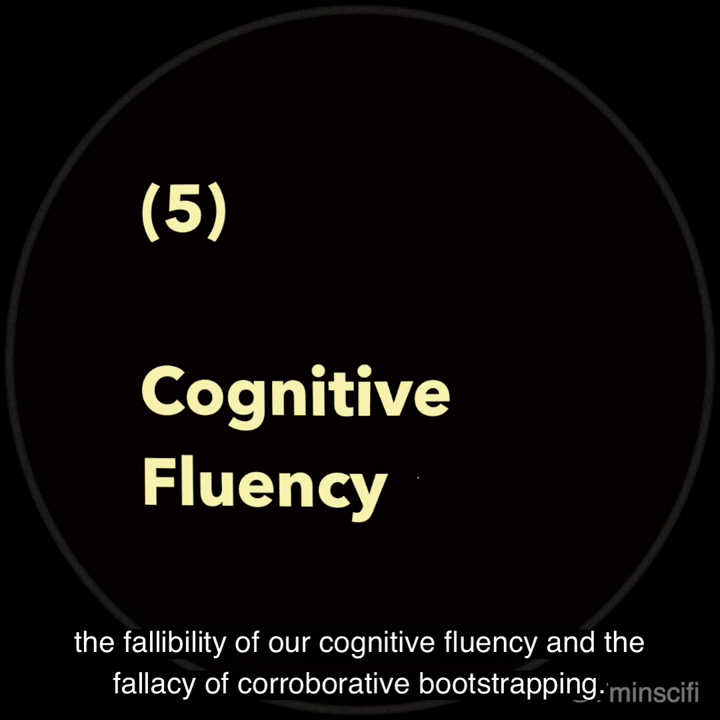 (5)
Cognitive
Fluency
the fallibility of our cognitive fluency and the
fallacy of corroborative bootstrapping.
minscifi